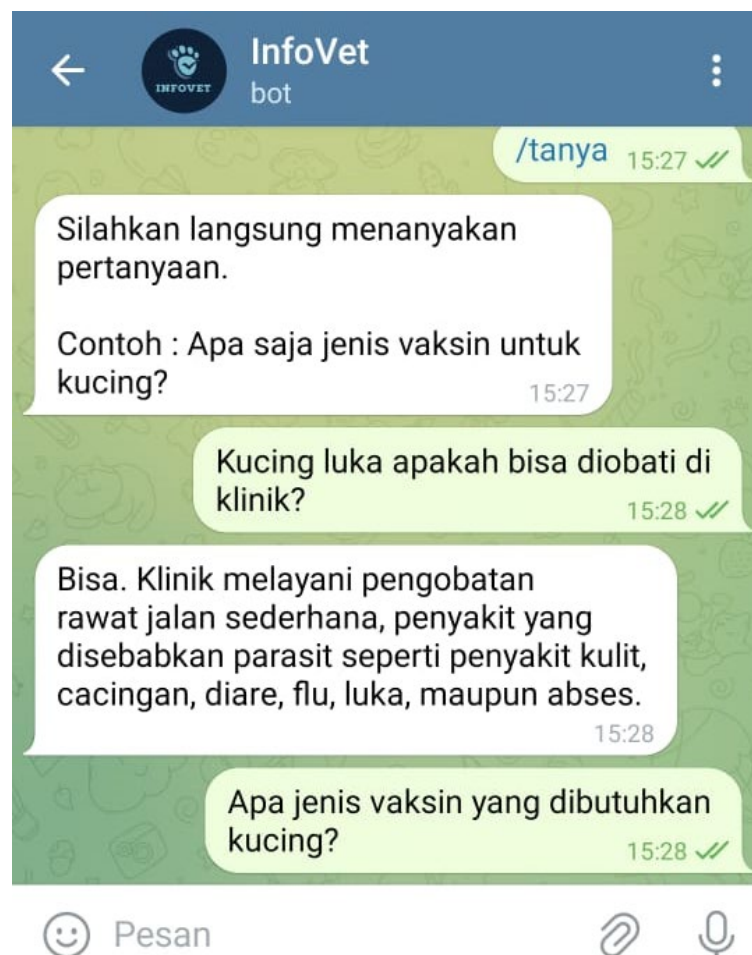 InfoVet
bot
INFOVET
/tanya 15:27
Silahkan langsung menanyakan
pertanyaan.
Contoh : Apa saja jenis vaksin untuk
kucing?
15:27
Kucing luka apakah bisa diobati di
klinik?
15:28
Bisa. Klinik melayani pengobatan
rawat jalan sederhana, penyakit yang
disebabkan parasit seperti penyakit kulit,
cacingan, diare, flu, luka, maupun abses.
15:28
Apa jenis vaksin yang dibutuhkan
kucing?
15:28
Pesan